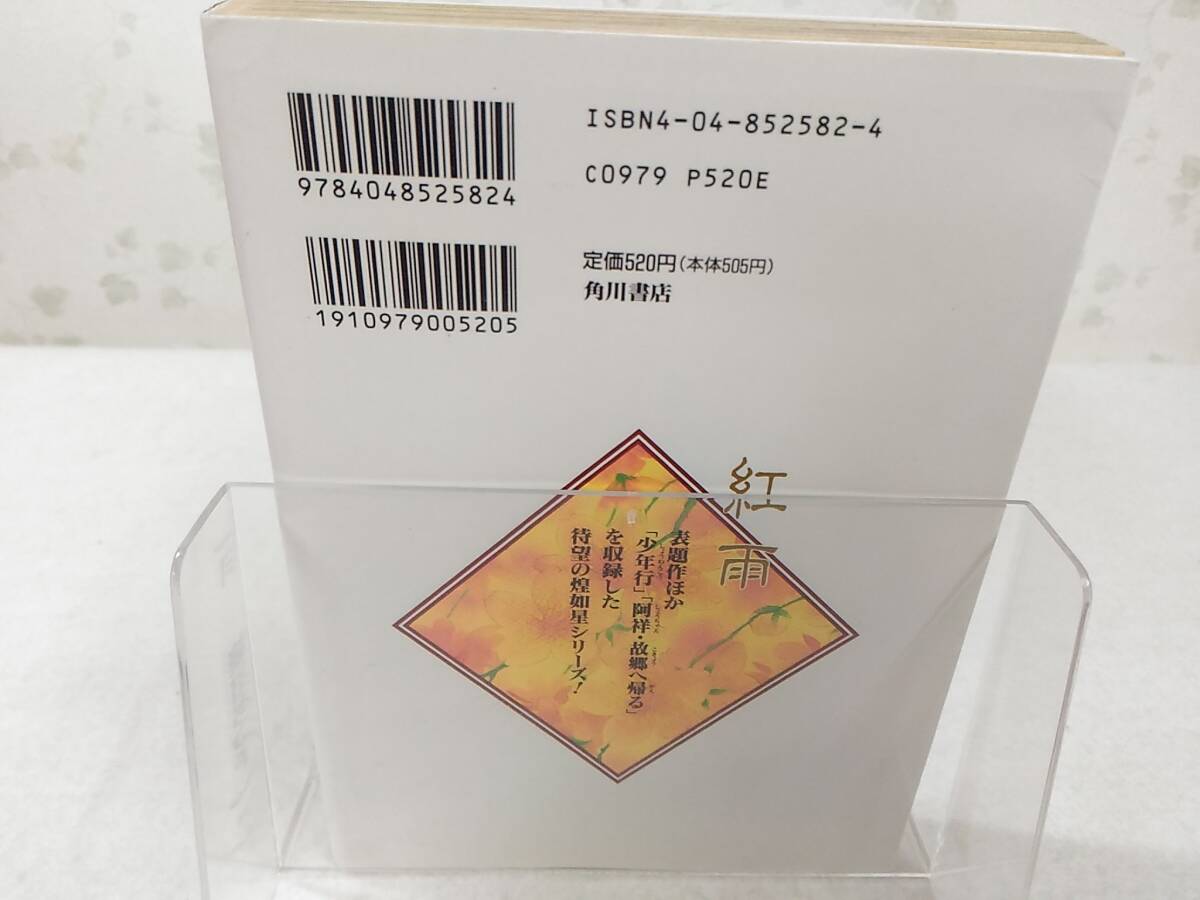 9784048525824
ISBN4-04-852582-4
C0979 P520E
1910979005205
定価520円(本体505円)
角川書店
紅雨
表題作ほか
「少年行」「阿祥・故郷へ帰る」
を収録した
待望の煌如星シリーズ!